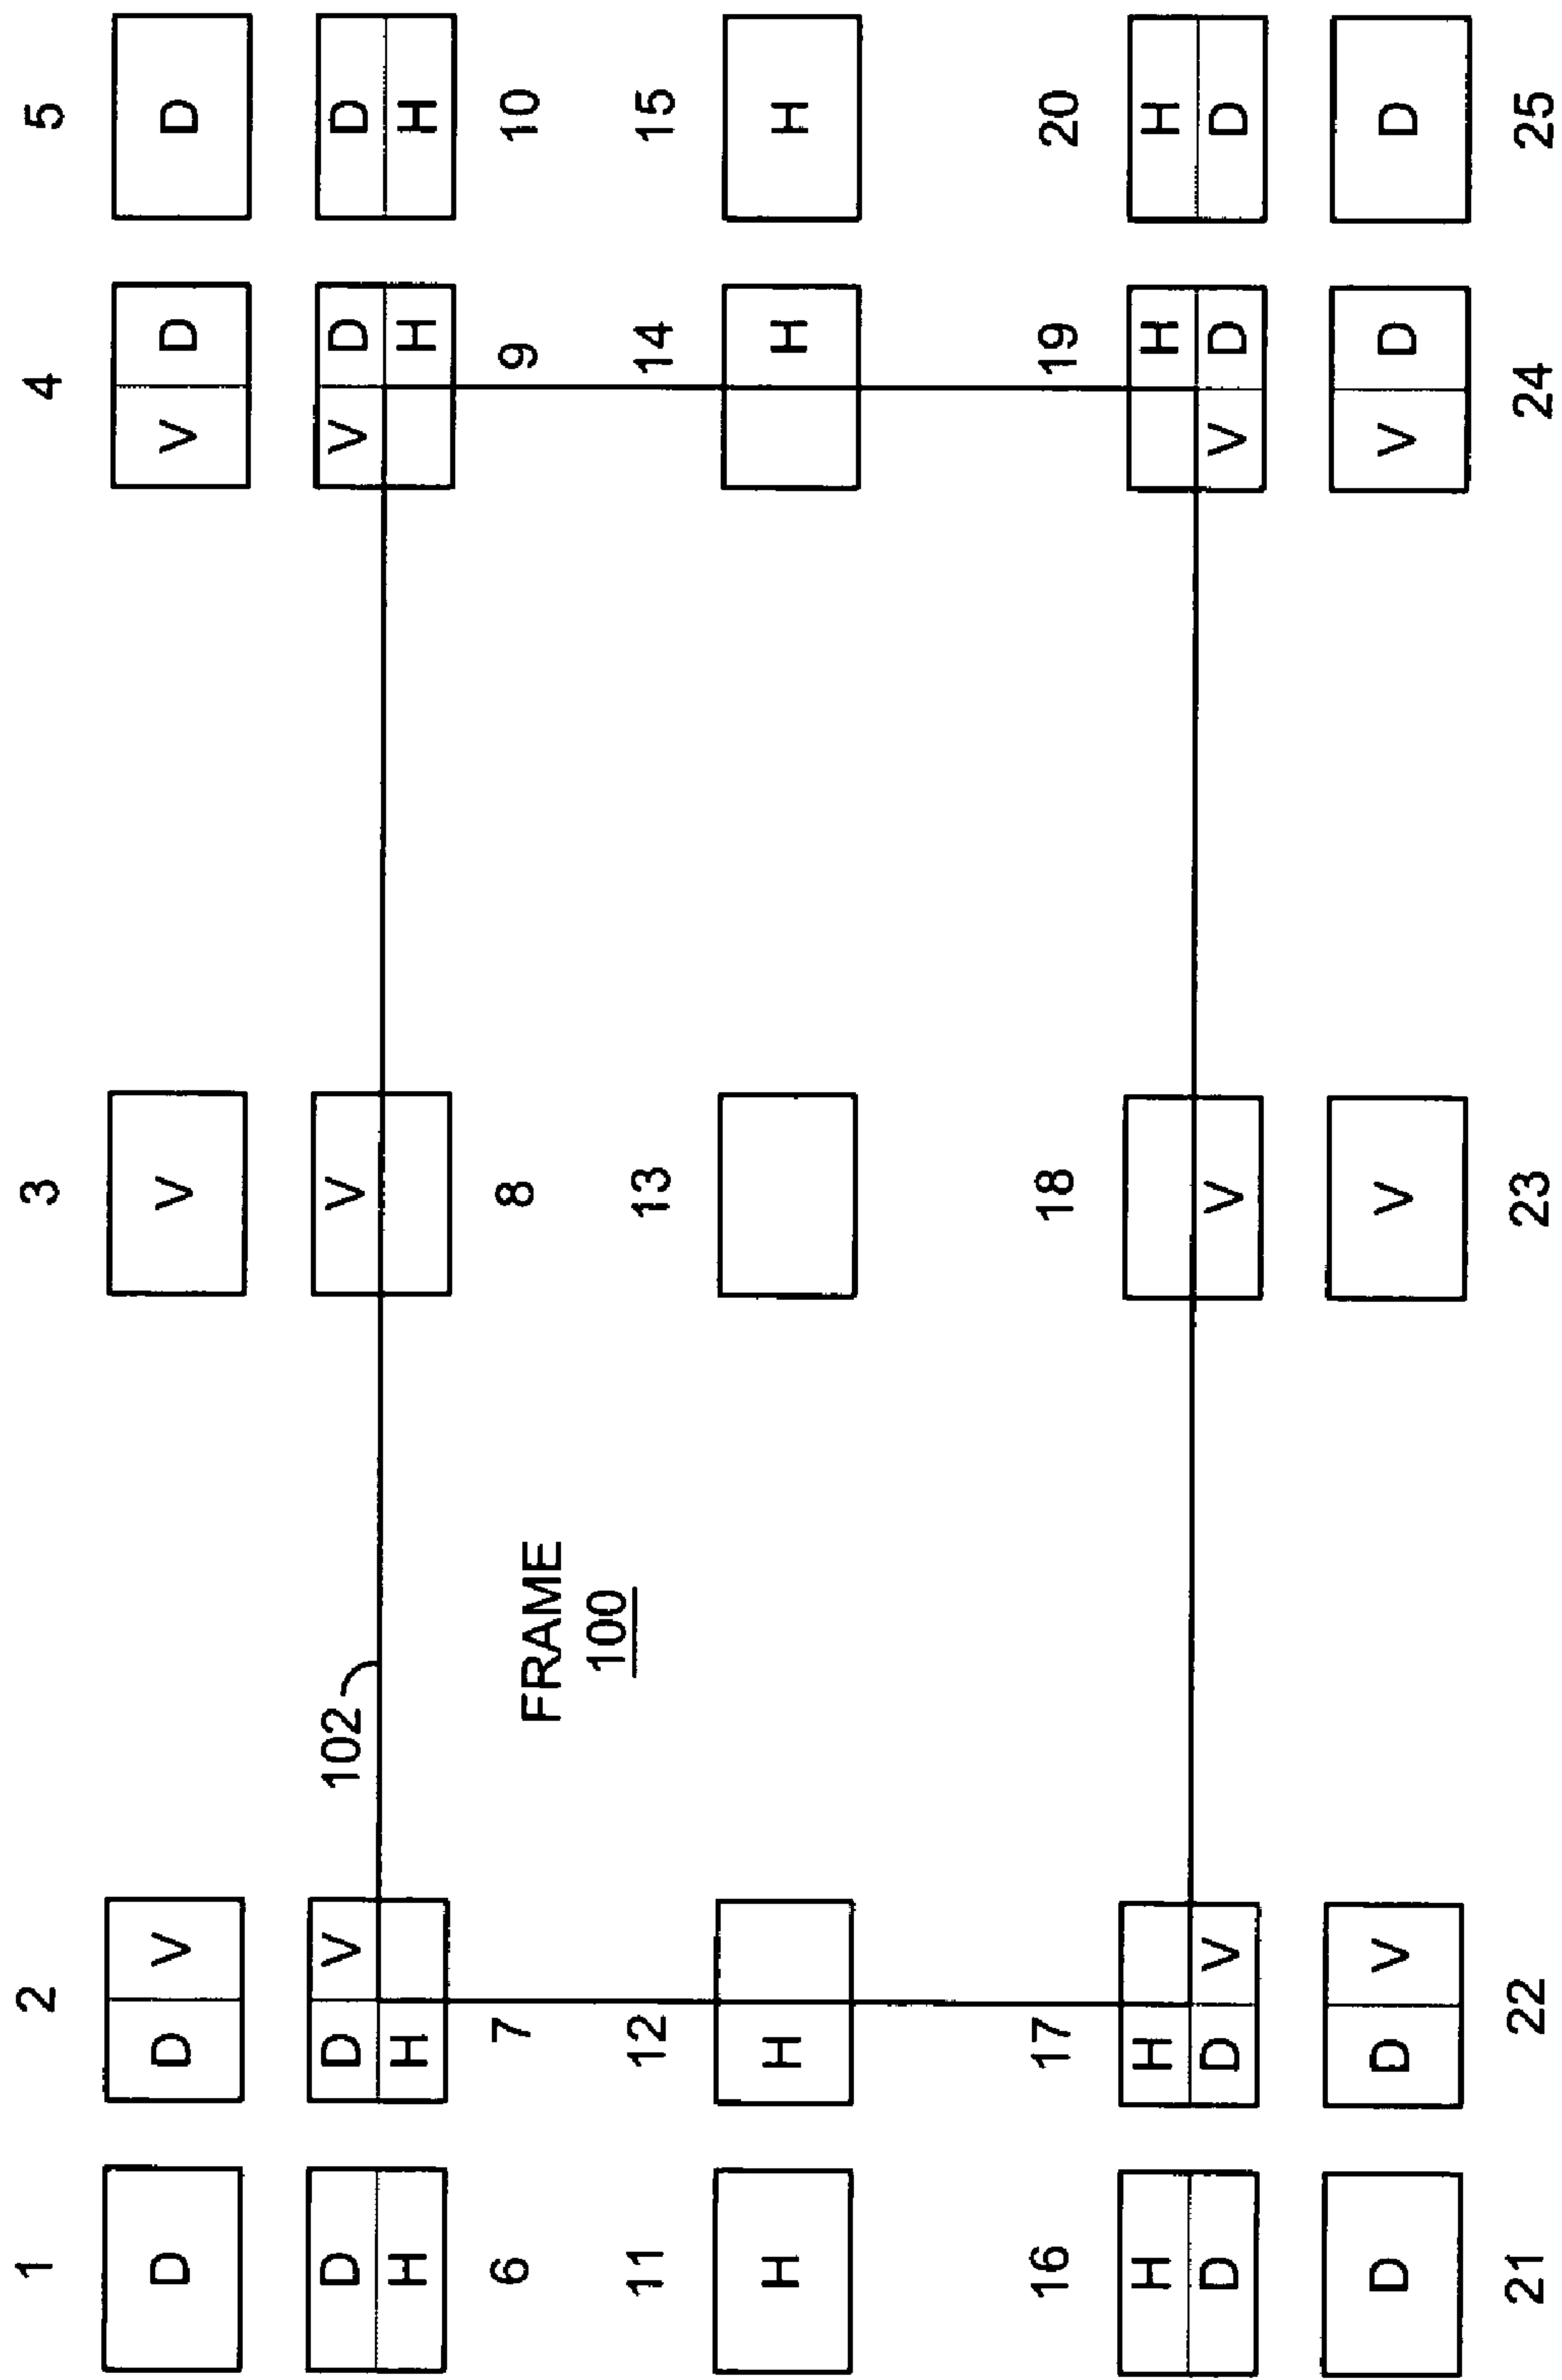 1 2 3 4 5
D D V V V D D
102
D D V V V D D
H H H H
6 7 8 9 10
FRAME
100
11 12 13 14 15
H H H H
16 17 18 19 20
H H H H
D D V V V D D
D D V V V D D
21 22 23 24 25